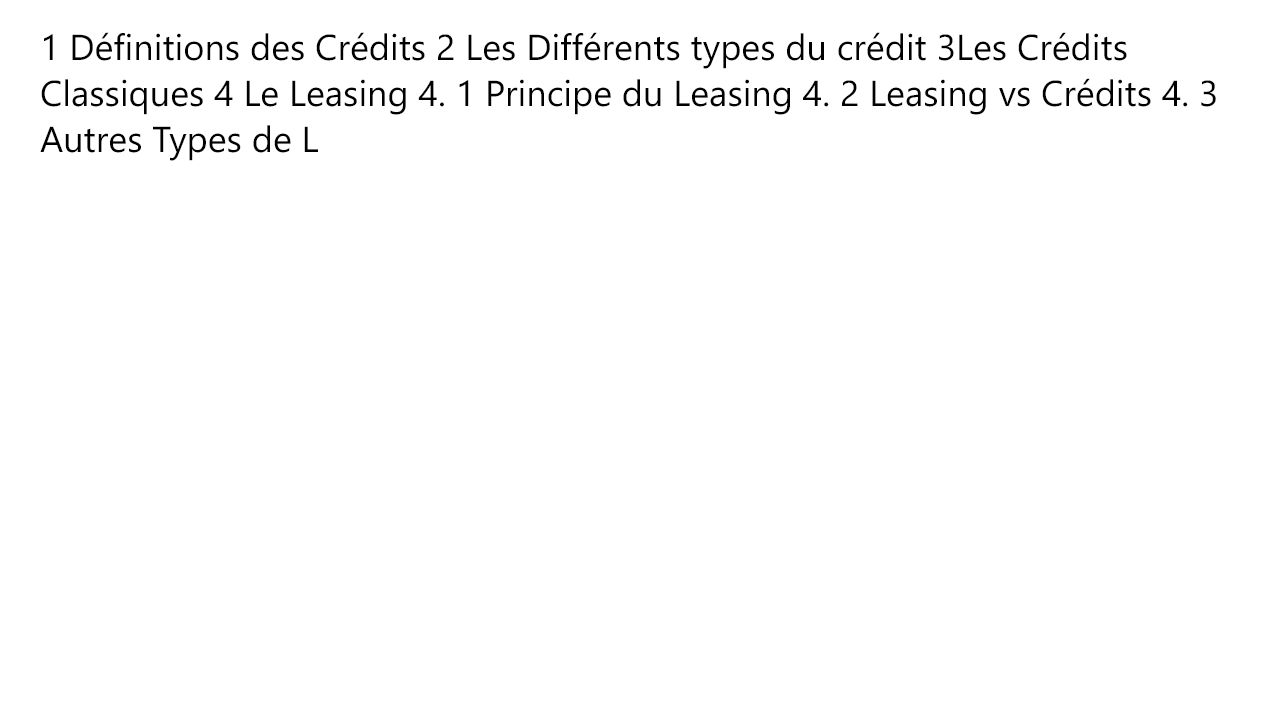 1 Définitions des Crédits 2 Les Différents types du crédit 3Les Crédits
Classiques 4 Le Leasing 4. 1 Principe du Leasing 4. 2 Leasing vs Crédits 4. 3
Autres Types de L